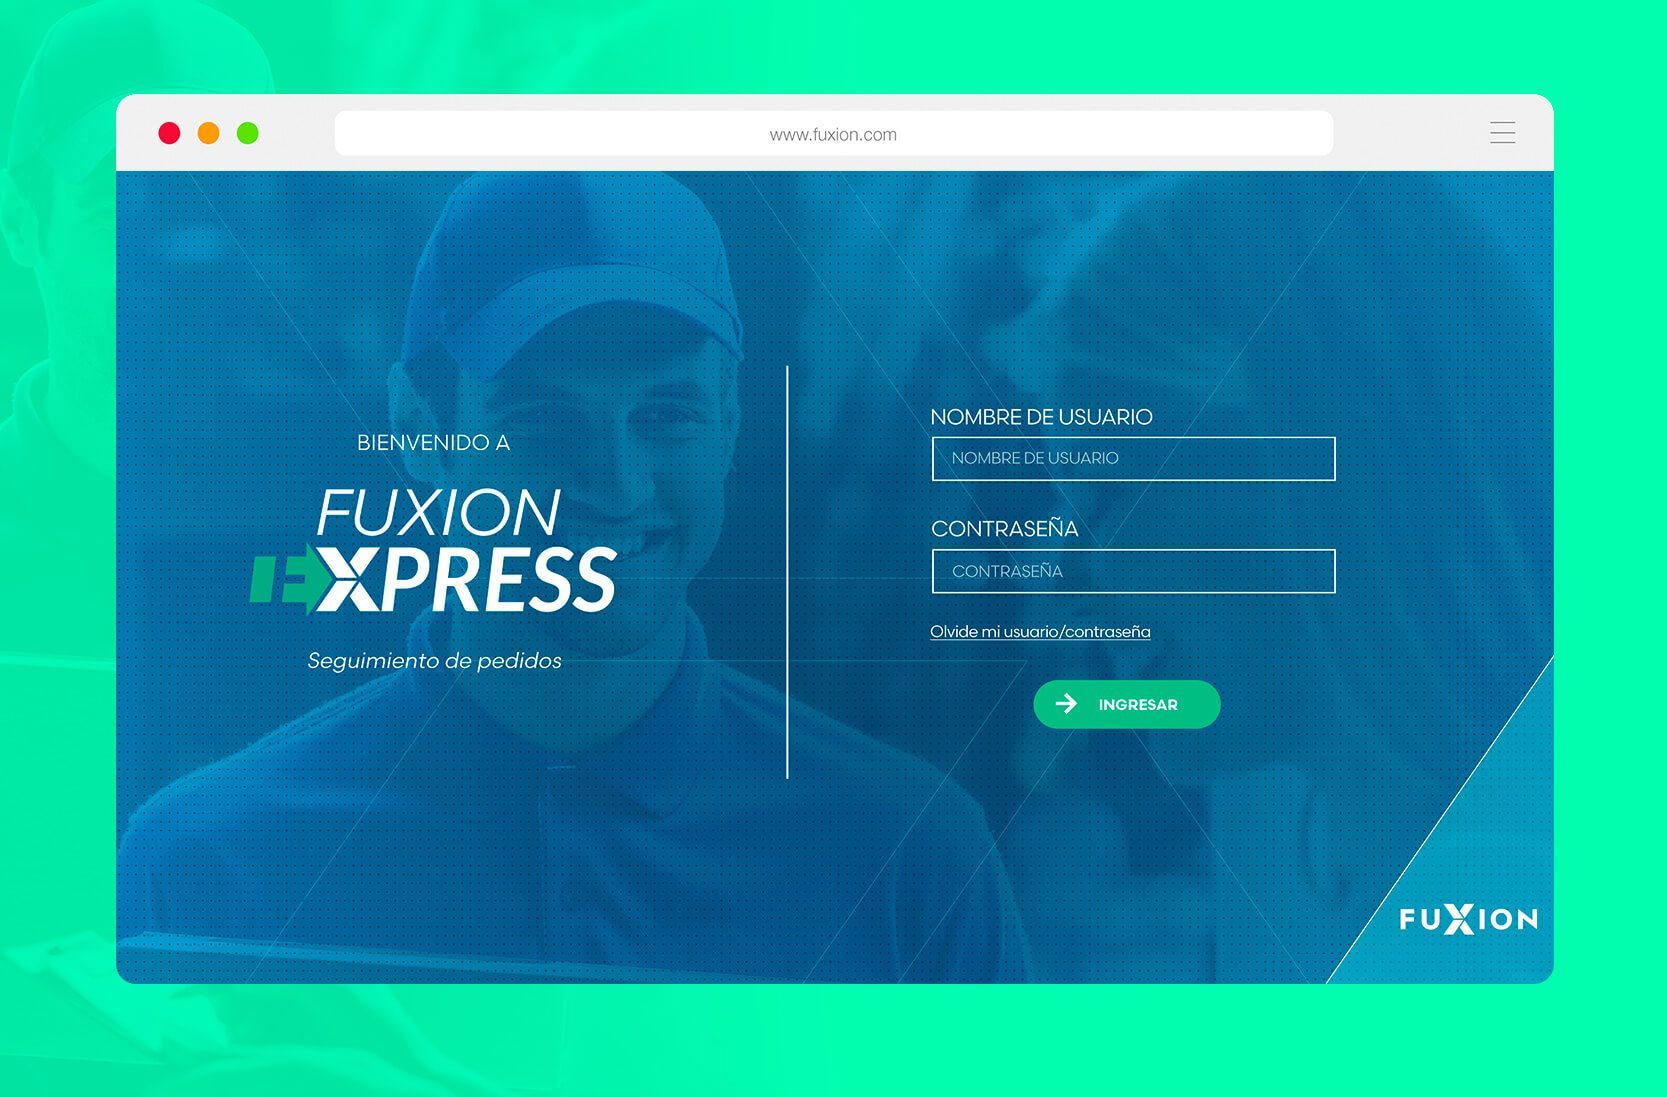 www.fuxion.com
BIENVENIDO A
FUXION
EXPRESS
Seguimiento de pedidos
NOMBRE DE USUARIO
NOMBRE DE USUARIO
CONTRASEÑA
CONTRASEÑA
Olvide mi usuario/contraseña
INGRESAR
FUXION